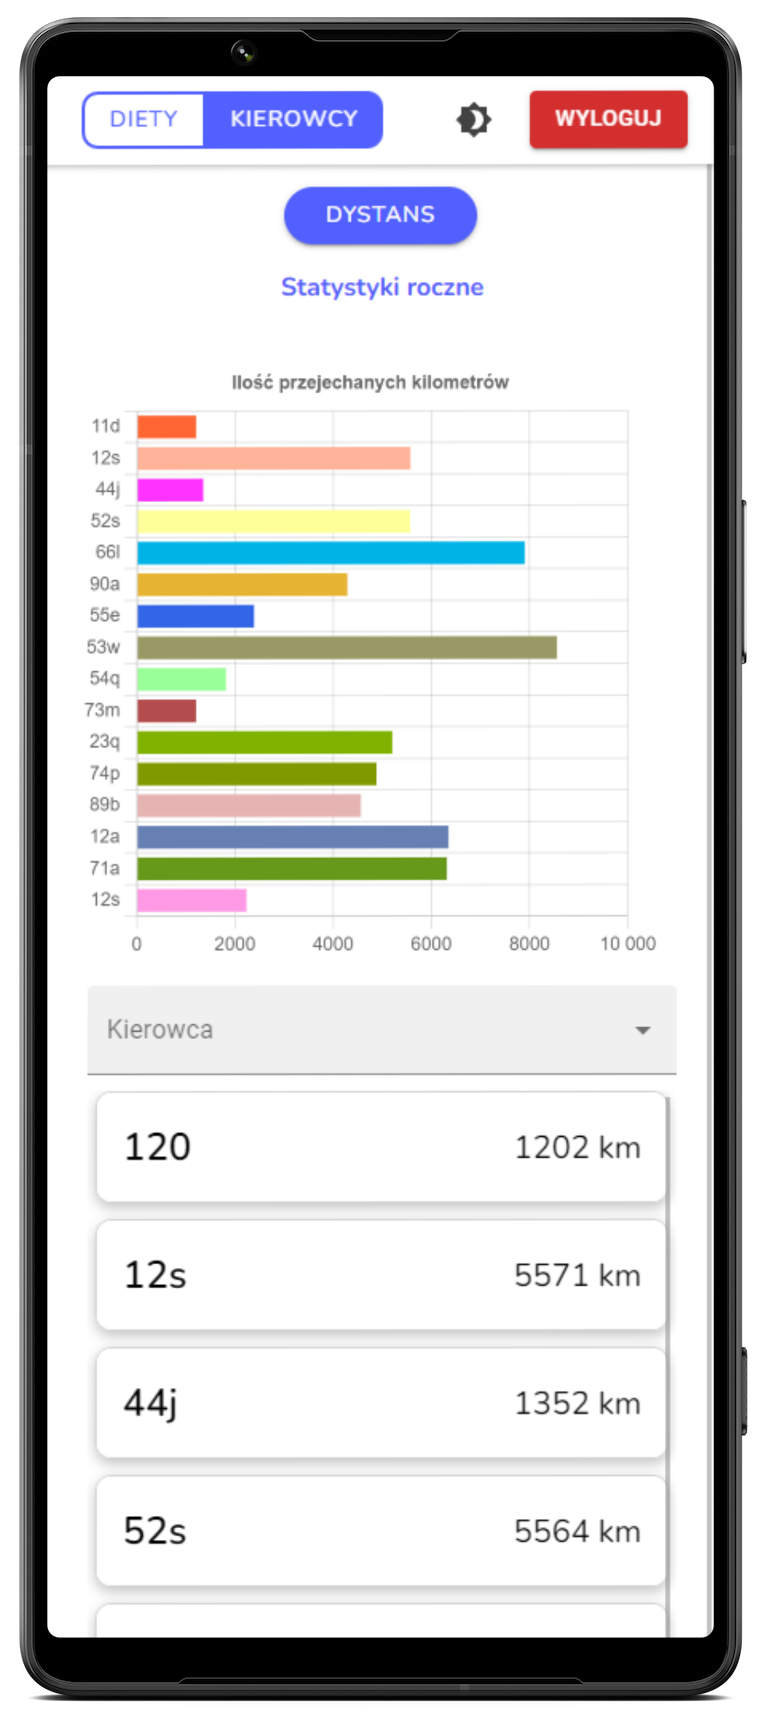 DIETY KIEROWCY WYLOGUJ
DYSTANS
Statystyki roczne
Ilość przejechanych kilometrów
11d
12s
44j
52s
66l
90a
55e
53w
54q
73m
23q
74p
89b
12a
71a
12s
0 2000 4000 6000 8000 10 000
Kierowca
120 1202 km
12s 5571 km
44j 1352 km
52s 5564 km